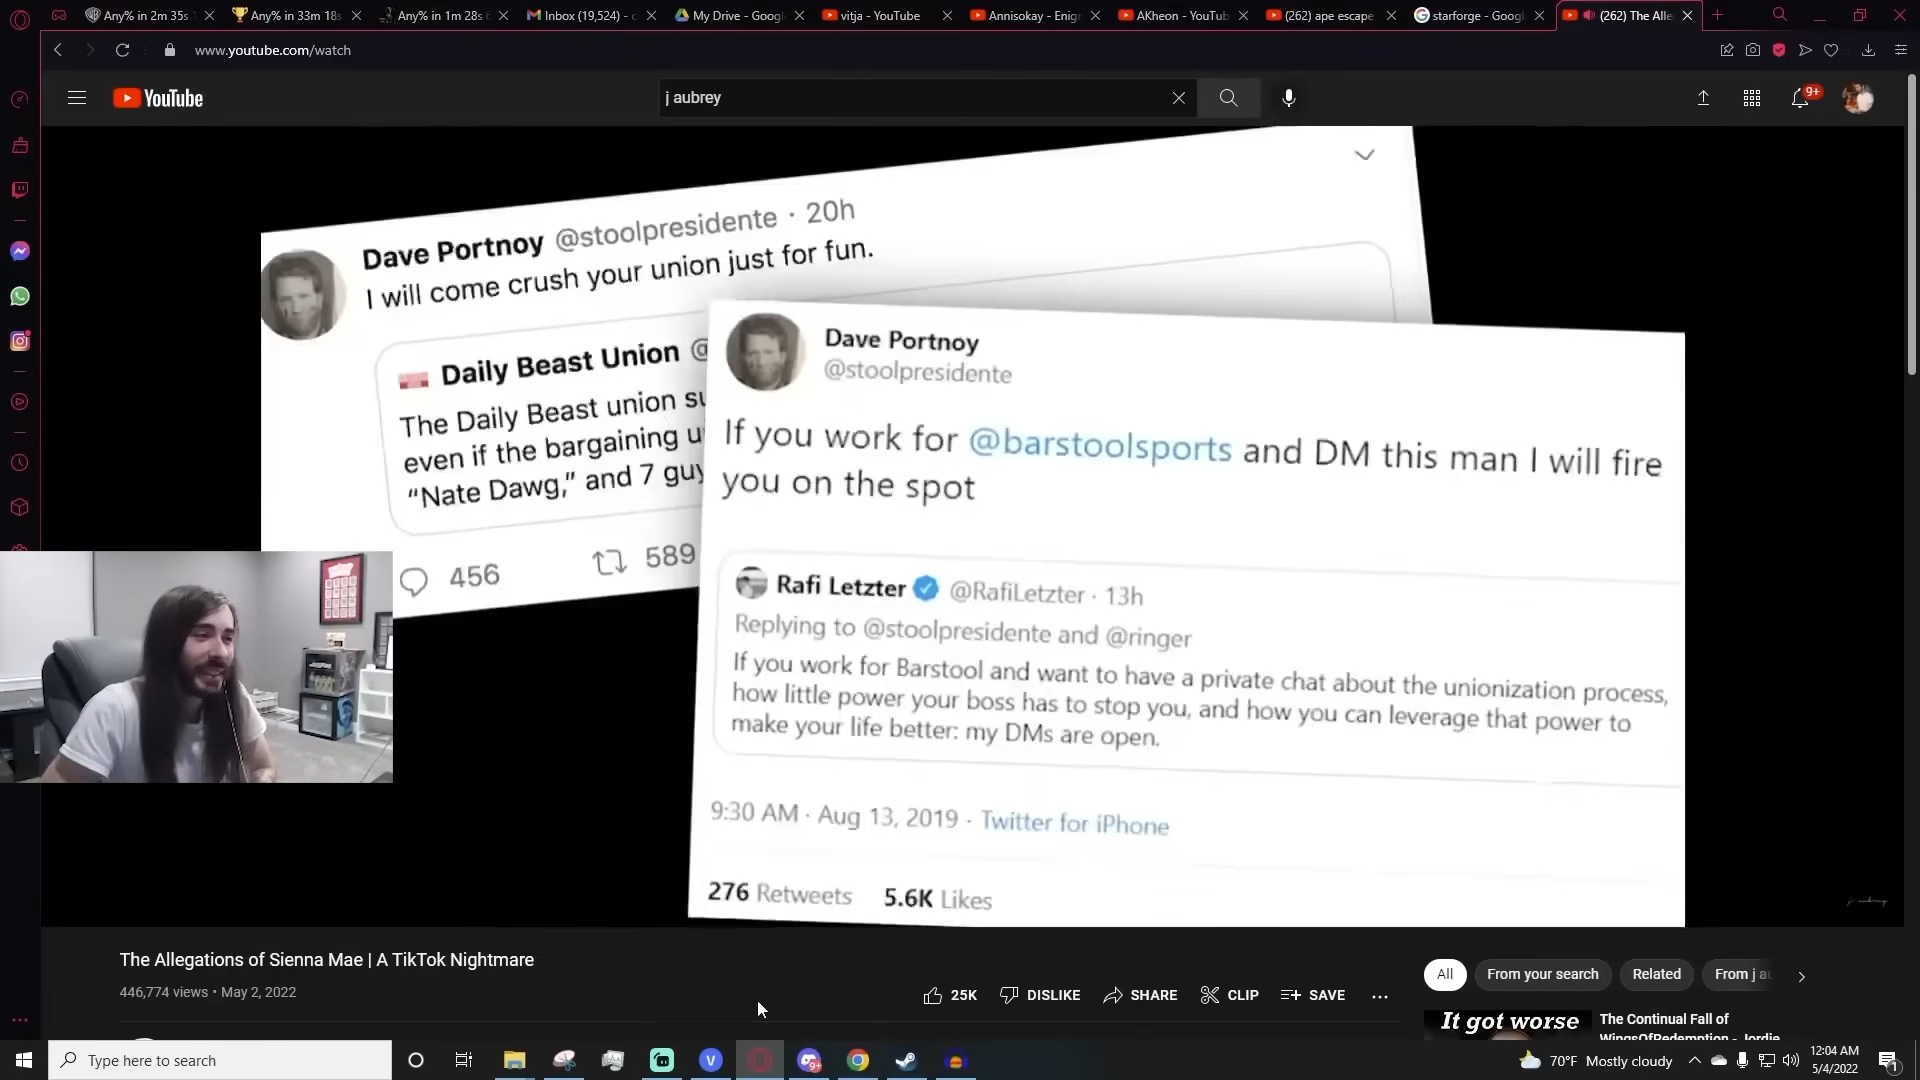 Any% in 2m 35s
Any% in 33m 18s
Any% in 1m 28s
Inbox (19,524) -
My Drive - Google
vitja - YouTube
Annisokay - Enig
AKheon - YouTub
(262) ape escape
starforge - Googl
(262) The Alle
www.youtube.com/watch
YouTube
j aubrey
9+
Dave Portnoy @stoolpresidente · 20h
I will come crush your union just for fun.
Daily Beast Union @
The Daily Beast union su
even if the bargaining u
“Nate Dawg,” and 7 guy
456 589
Dave Portnoy
@stoolpresidente
If you work for @barstoolsports and DM this man I will fire
you on the spot
Rafi Letzter @RafiLetzter · 13h
Replying to @stoolpresidente and @ringer
If you work for Barstool and want to have a private chat about the unionization process,
how little power your boss has to stop you, and how you can leverage that power to
make your life better: my DMs are open.
9:30 AM · Aug 13, 2019 · Twitter for iPhone
276 Retweets 5.6K Likes
j aubrey
The Allegations of Sienna Mae | A TikTok Nightmare
446,774 views • May 2, 2022
25K DISLIKE SHARE CLIP SAVE
All From your search Related From j au
It got worse
The Continual Fall of
WingsOfRedemption - Jordie
Type here to search
9+
70°F Mostly cloudy
12:04 AM
5/4/2022
1